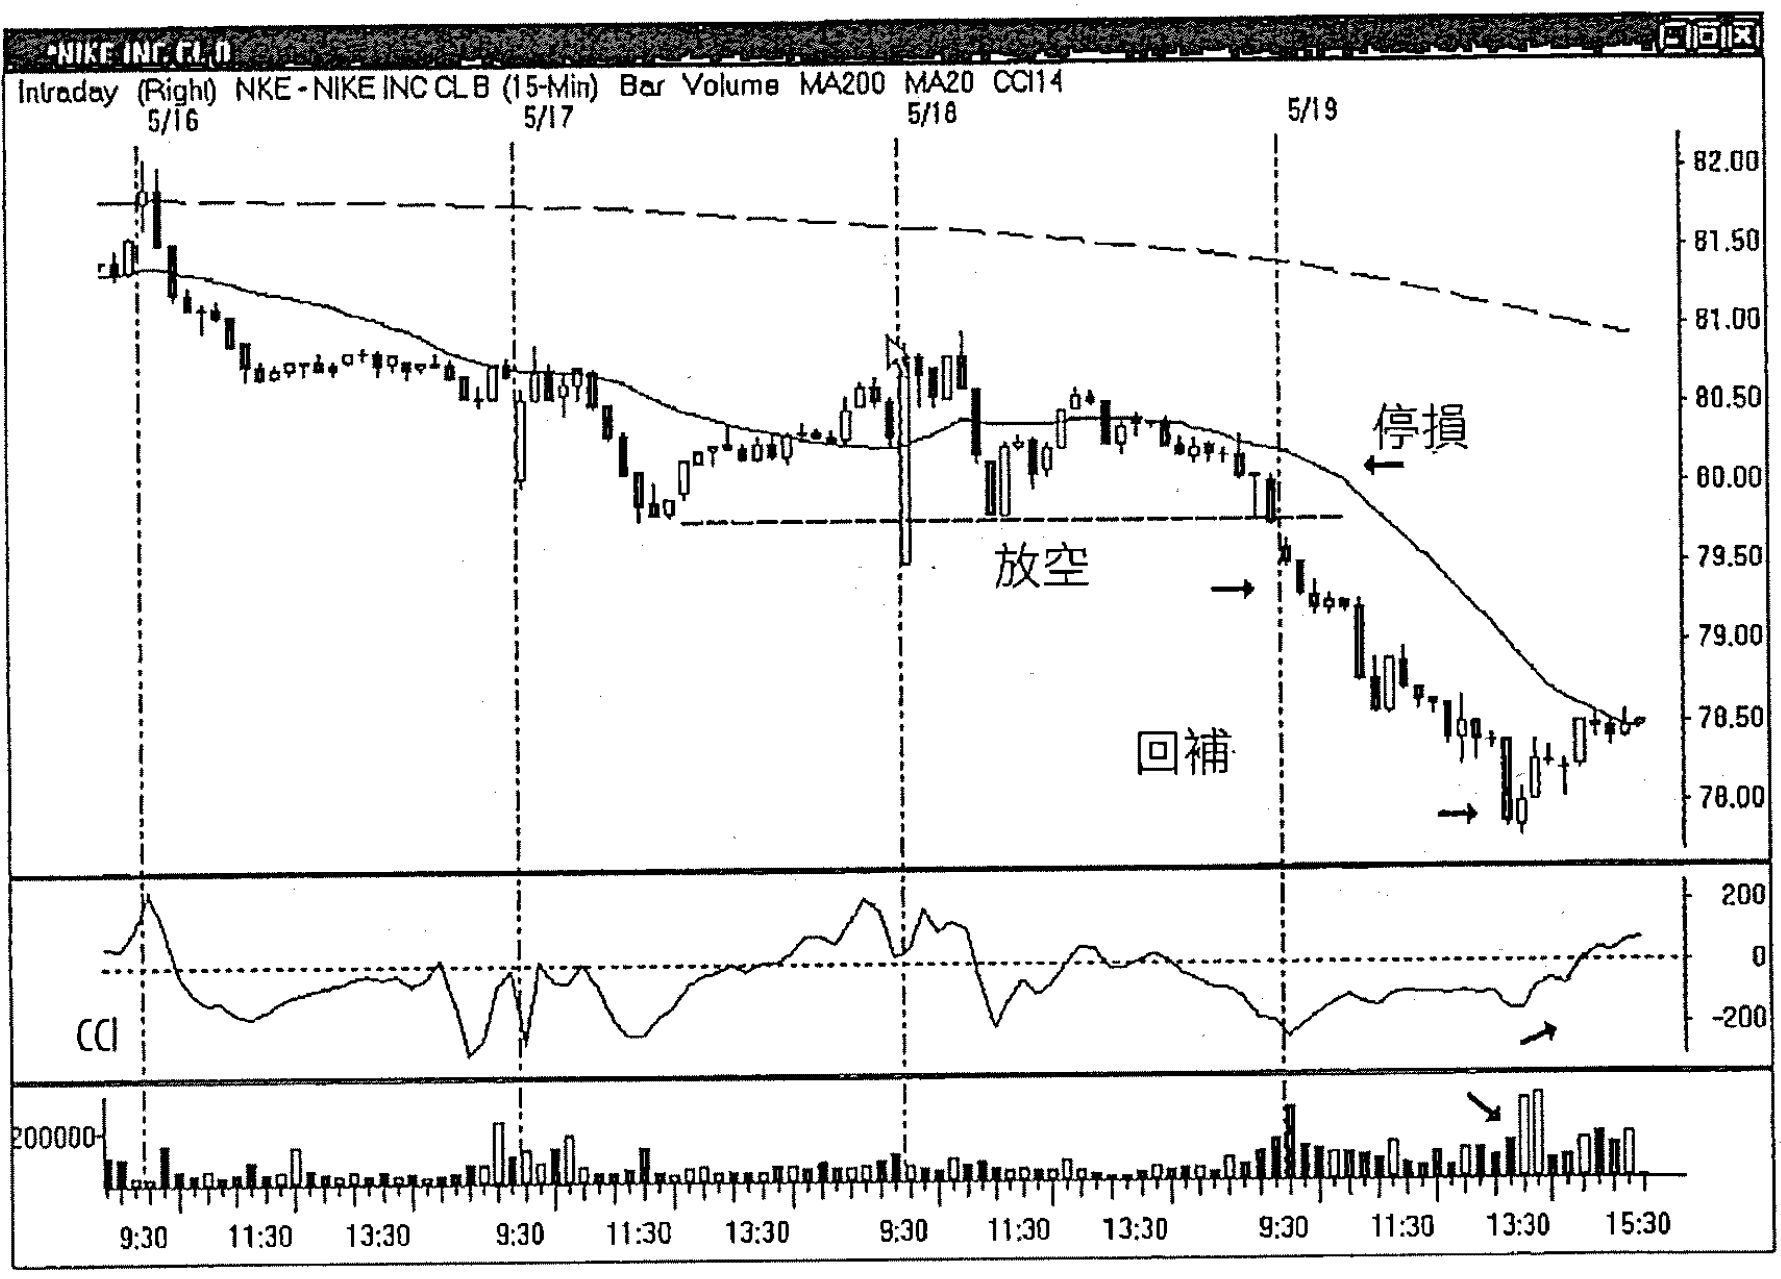 *NIKE INC CL B
Intraday (Right) NKE - NIKE INC CL B (15-Min) Bar Volume MA200 MA20 CCI14
5/16 5/17 5/18 5/19
82.00
81.50
81.00
80.50
停損
80.00
79.50
放空
79.00
78.50
回補
78.00
200
0
-200
CCI
200000
9:30 11:30 13:30 9:30 11:30 13:30 9:30 11:30 13:30 9:30 11:30 13:30 15:30